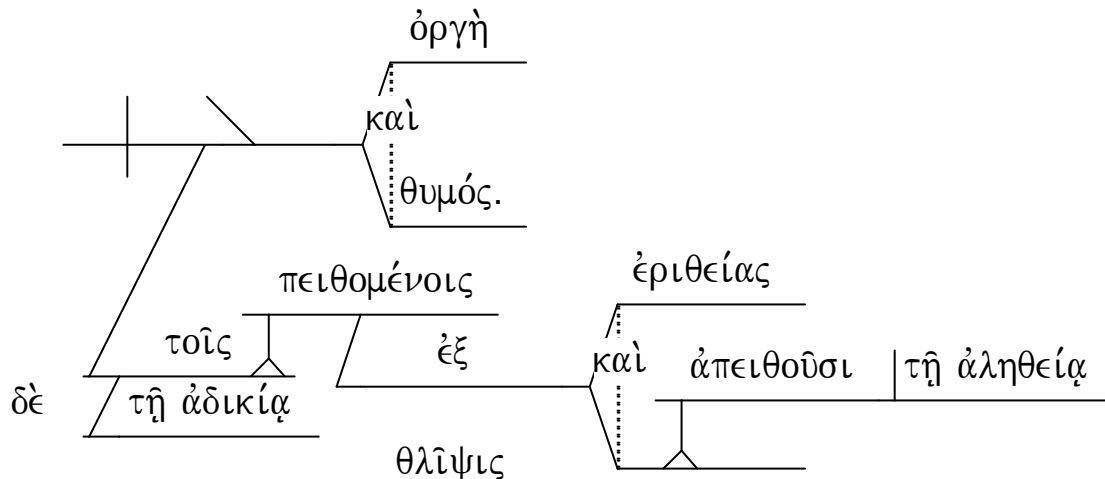 ὀργὴ
καὶ
θυμός.
ἐριθείας
πειθομένοις
τοῖς
ἐξ
καὶ
ἀπειθοῦσι
τῇ ἀληθείᾳ
δὲ
τῇ ἀδικίᾳ
θλῖψις